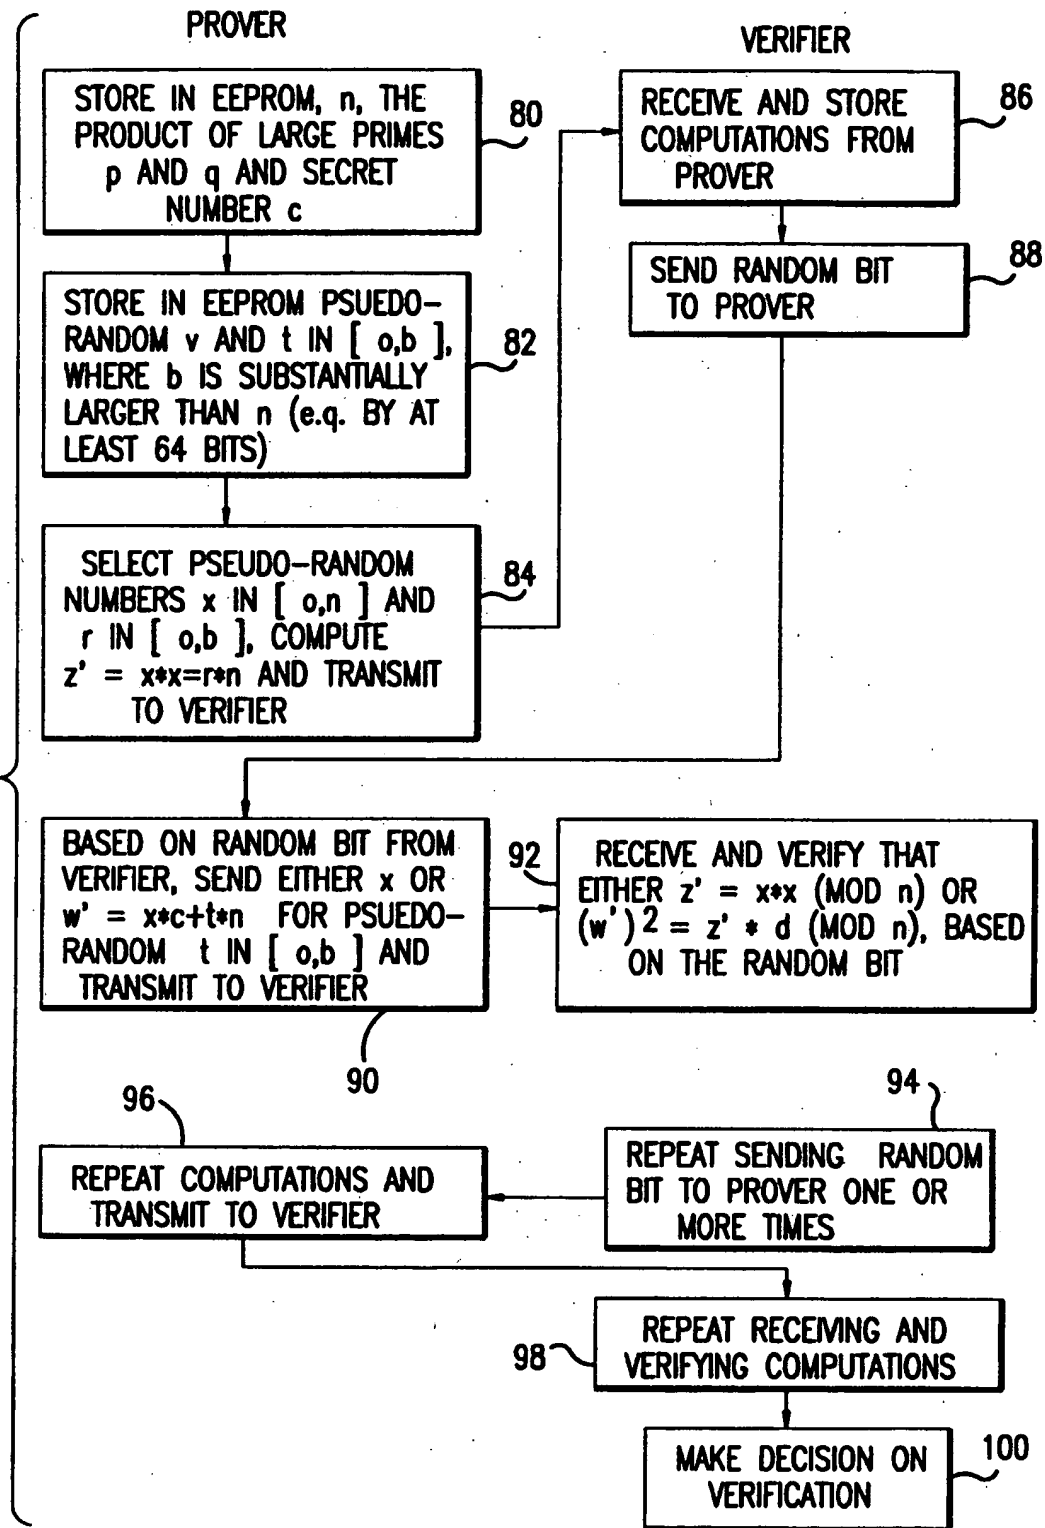 PROVER
STORE IN EEPROM, n, THE
PRODUCT OF LARGE PRIMES
p AND q AND SECRET
NUMBER c
80
STORE IN EEPROM PSUEDO-
RANDOM v AND t IN [ o,b ],
WHERE b IS SUBSTANTIALLY
LARGER THAN n (e.q. BY AT
LEAST 64 BITS)
82
SELECT PSEUDO-RANDOM
NUMBERS x IN [ o,n ] AND
r IN [ o,b ], COMPUTE
z' = x*x=r*n AND TRANSMIT
TO VERIFIER
84
VERIFIER
RECEIVE AND STORE
COMPUTATIONS FROM
PROVER
86
SEND RANDOM BIT
TO PROVER
88
BASED ON RANDOM BIT FROM
VERIFIER, SEND EITHER x OR
w' = x*c+t*n FOR PSUEDO-
RANDOM t IN [ o,b ] AND
TRANSMIT TO VERIFIER
90
92
RECEIVE AND VERIFY THAT
EITHER z' = x*x (MOD n) OR
(w')2 = z' * d (MOD n), BASED
ON THE RANDOM BIT
94
REPEAT SENDING RANDOM
BIT TO PROVER ONE OR
MORE TIMES
96
REPEAT COMPUTATIONS AND
TRANSMIT TO VERIFIER
98
REPEAT RECEIVING AND
VERIFYING COMPUTATIONS
MAKE DECISION ON
VERIFICATION
100